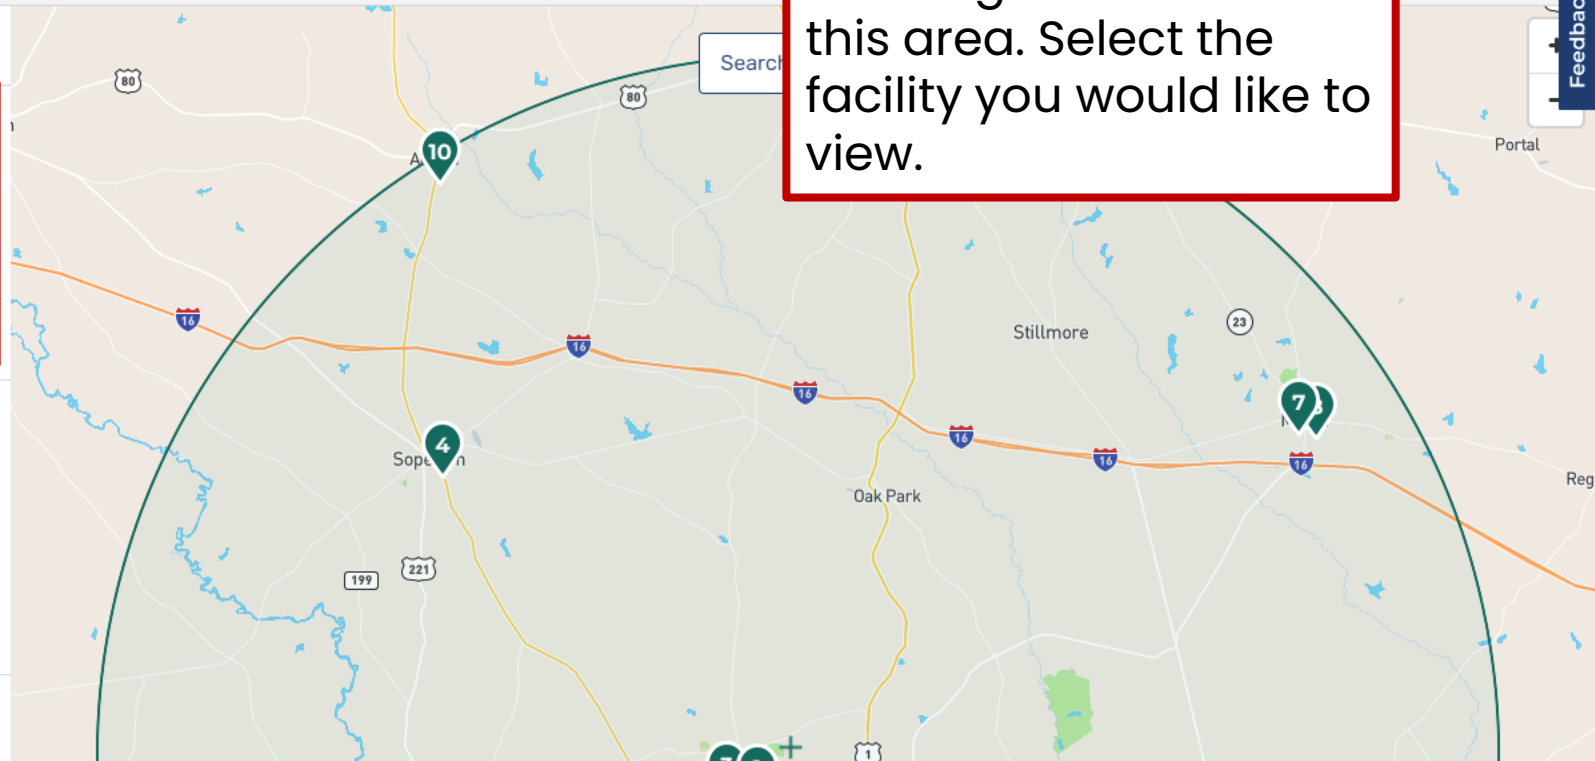 this area. Select the
facility you would like to
view.
Search
Feedbac
80
80
10
Portal
16
16
23
Stillmore
16
7
4
16
16
16
Oak Park
199
221
1